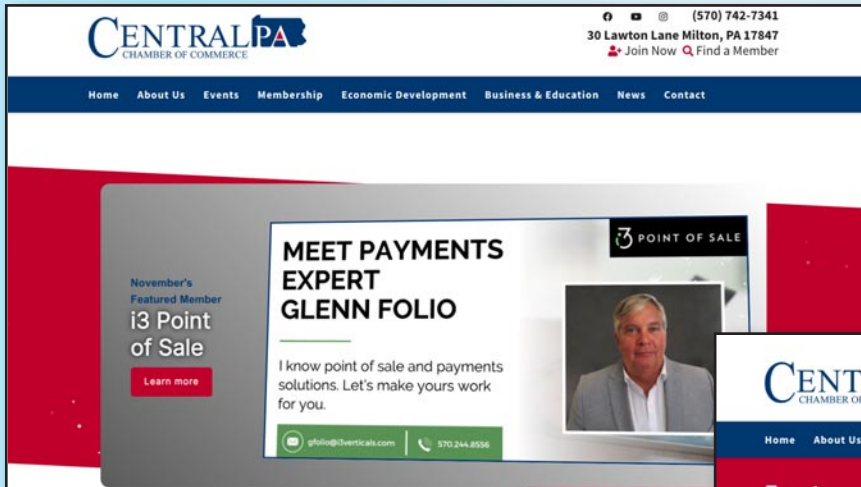 CENTRAL PA
CHAMBER OF COMMERCE
(570) 742-7341
30 Lawton Lane Milton, PA 17847
Join Now Find a Member
Home About Us Events Membership Economic Development Business & Education News Contact
November's
Featured Member
i3 Point
of Sale
Learn more
MEET PAYMENTS
EXPERT
GLENN FOLIO
I know point of sale and payments
solutions. Let's make yours work
for you.
gfolio@i3verticals.com 570.244.8556
i3 POINT OF SALE
CENT
CHAMBER OF
Home About Us